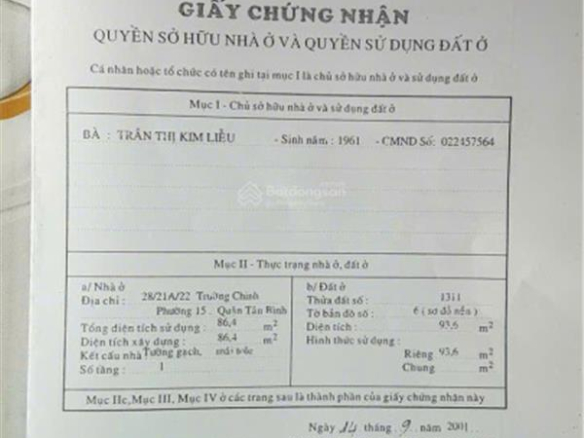 GIẤY CHỨNG NHẬN
QUYỀN SỞ HỮU NHÀ Ở VÀ QUYỀN SỬ DỤNG ĐẤT Ở
Cá nhân hoặc tổ chức có tên ghi tại mục I là chủ sở hữu nhà ở và sử dụng đất ở
Mục I - Chủ sở hữu nhà ở và sử dụng đất ở
BÀ : TRẦN THỊ KIM LIỄU - Sinh năm : 1961 - CMND Số: 022457564
Batdongsan
Mục II - Thực trạng nhà ở, đất ở
a/ Nhà ở
Địa chỉ : 28/21A/22 Trường Chinh
Phường 15 . Quận Tân Bình
Tổng diện tích sử dụng : 86,4 m2
Diện tích xây dựng : 86,4 m2
Kết cấu nhà Tường gạch, mái tole
Số tầng : 1
b/ Đất ở
Thửa đất số : 1311
Tờ bản đồ số : 6 ( sơ đồ nền )
Diện tích : 93,6 m2
Hình thức sử dụng :
Riêng 93,6 m2
Chung m2
Mục IIc,Mục III, Mục IV ở các trang sau là thành phần của giấy chứng nhận này
Ngày 14 tháng 9 năm 2001